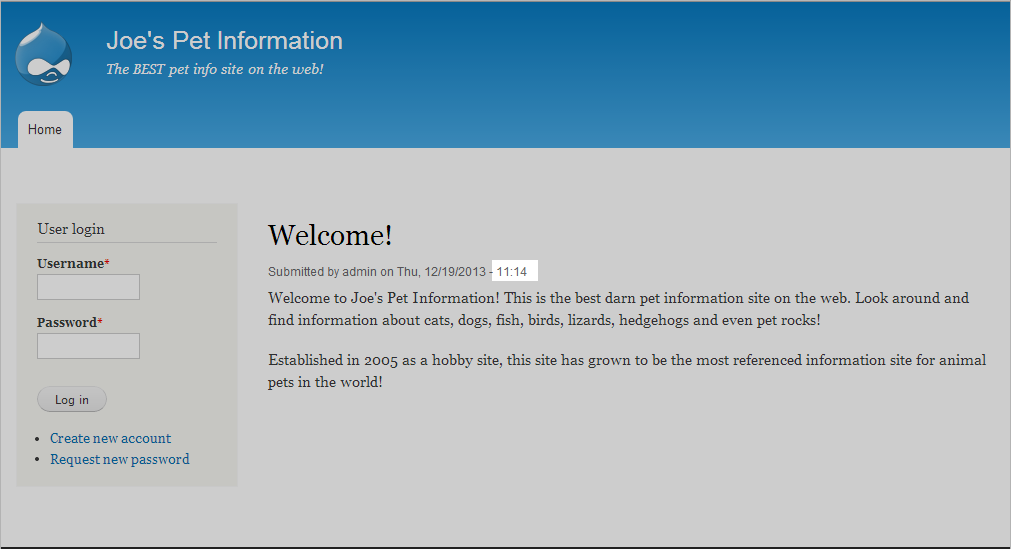 Joe's Pet Information
The BEST pet info site on the web!
Home
User login
Username*
Password*
Log in
Create new account
Request new password
Welcome!
Submitted by admin on Thu, 12/19/2013 - 11:14
Welcome to Joe's Pet Information! This is the best darn pet information site on the web. Look around and
find information about cats, dogs, fish, birds, lizards, hedgehogs and even pet rocks!
Established in 2005 as a hobby site, this site has grown to be the most referenced information site for animal
pets in the world!